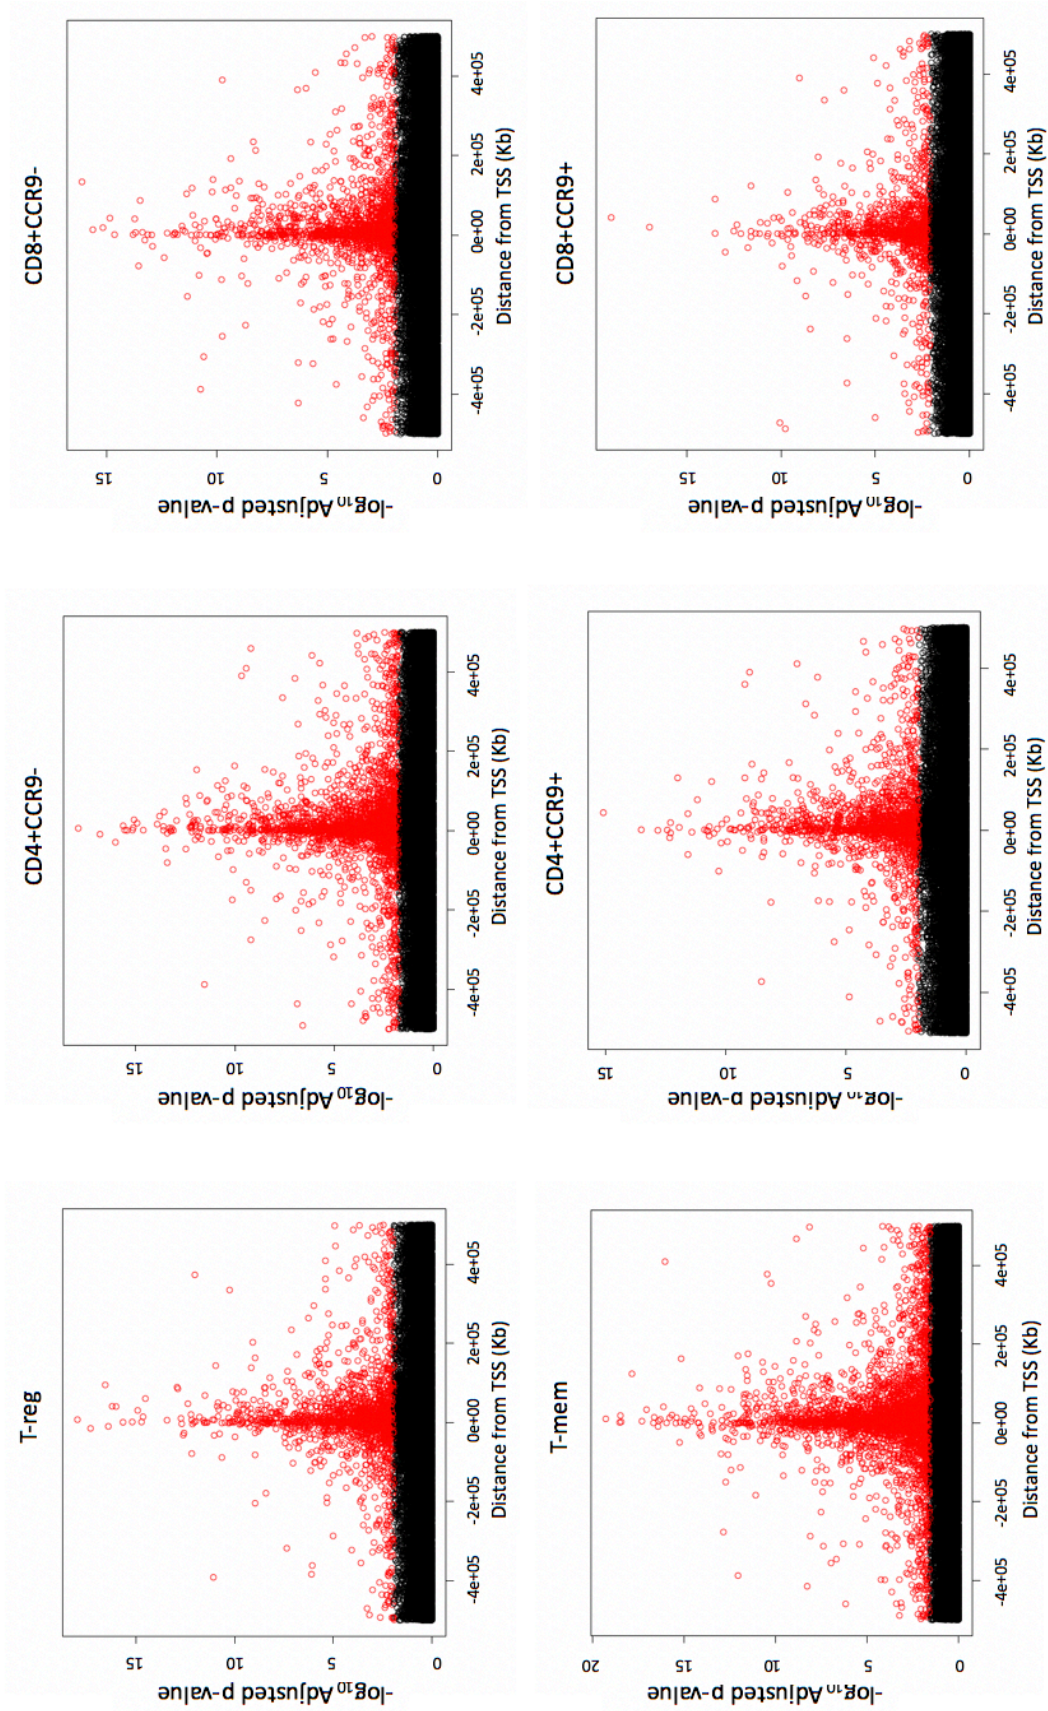 T-reg
-log₁₀ Adjusted p-value
15
10
5
0
-4e+05 -2e+05 0e+00 2e+05 4e+05
Distance from TSS (Kb)
CD4+CCR9-
-log₁₀ Adjusted p-value
15
10
5
0
-4e+05 -2e+05 0e+00 2e+05 4e+05
Distance from TSS (Kb)
CD8+CCR9-
-log₁₀ Adjusted p-value
15
10
5
0
-4e+05 -2e+05 0e+00 2e+05 4e+05
Distance from TSS (Kb)
T-mem
-log₁₀ Adjusted p-value
20
15
10
5
0
-4e+05 -2e+05 0e+00 2e+05 4e+05
Distance from TSS (Kb)
CD4+CCR9+
-log₁₀ Adjusted p-value
15
10
5
0
-4e+05 -2e+05 0e+00 2e+05 4e+05
Distance from TSS (Kb)
CD8+CCR9+
-log₁₀ Adjusted p-value
15
10
5
0
-4e+05 -2e+05 0e+00 2e+05 4e+05
Distance from TSS (Kb)